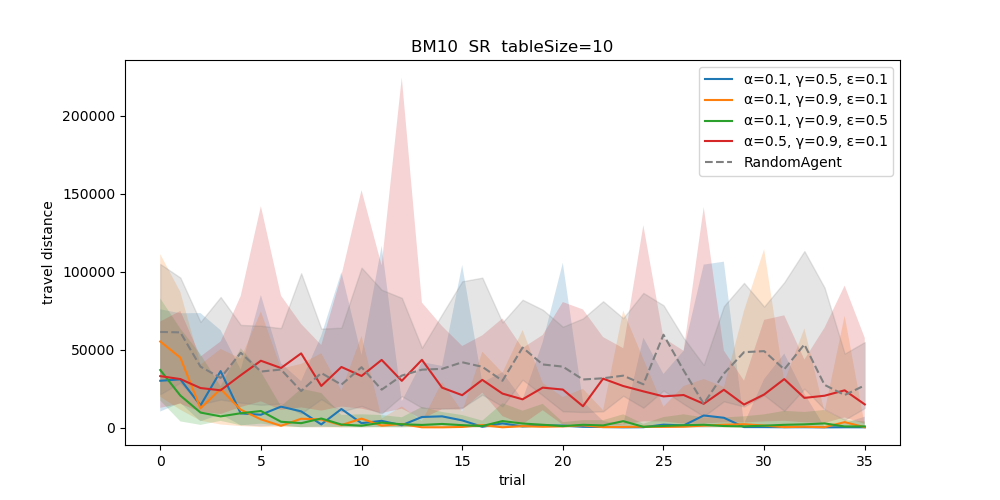 BM10  SR  tableSize=10
α=0.1, γ=0.5, ε=0.1
α=0.1, γ=0.9, ε=0.1
α=0.1, γ=0.9, ε=0.5
α=0.5, γ=0.9, ε=0.1
RandomAgent
travel distance
200000
150000
100000
50000
0
0 5 10 15 20 25 30 35
trial